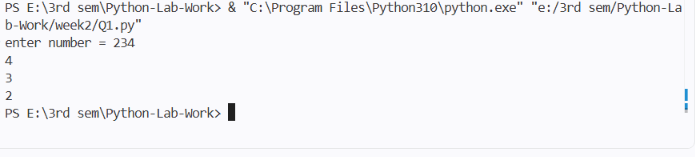 PS E:\3rd sem\Python-Lab-Work> & "C:\Program Files\Python310\python.exe" "e:/3rd sem/Python-La
b-Work/week2/Q1.py"
enter number = 234
4
3
2
PS E:\3rd sem\Python-Lab-Work>